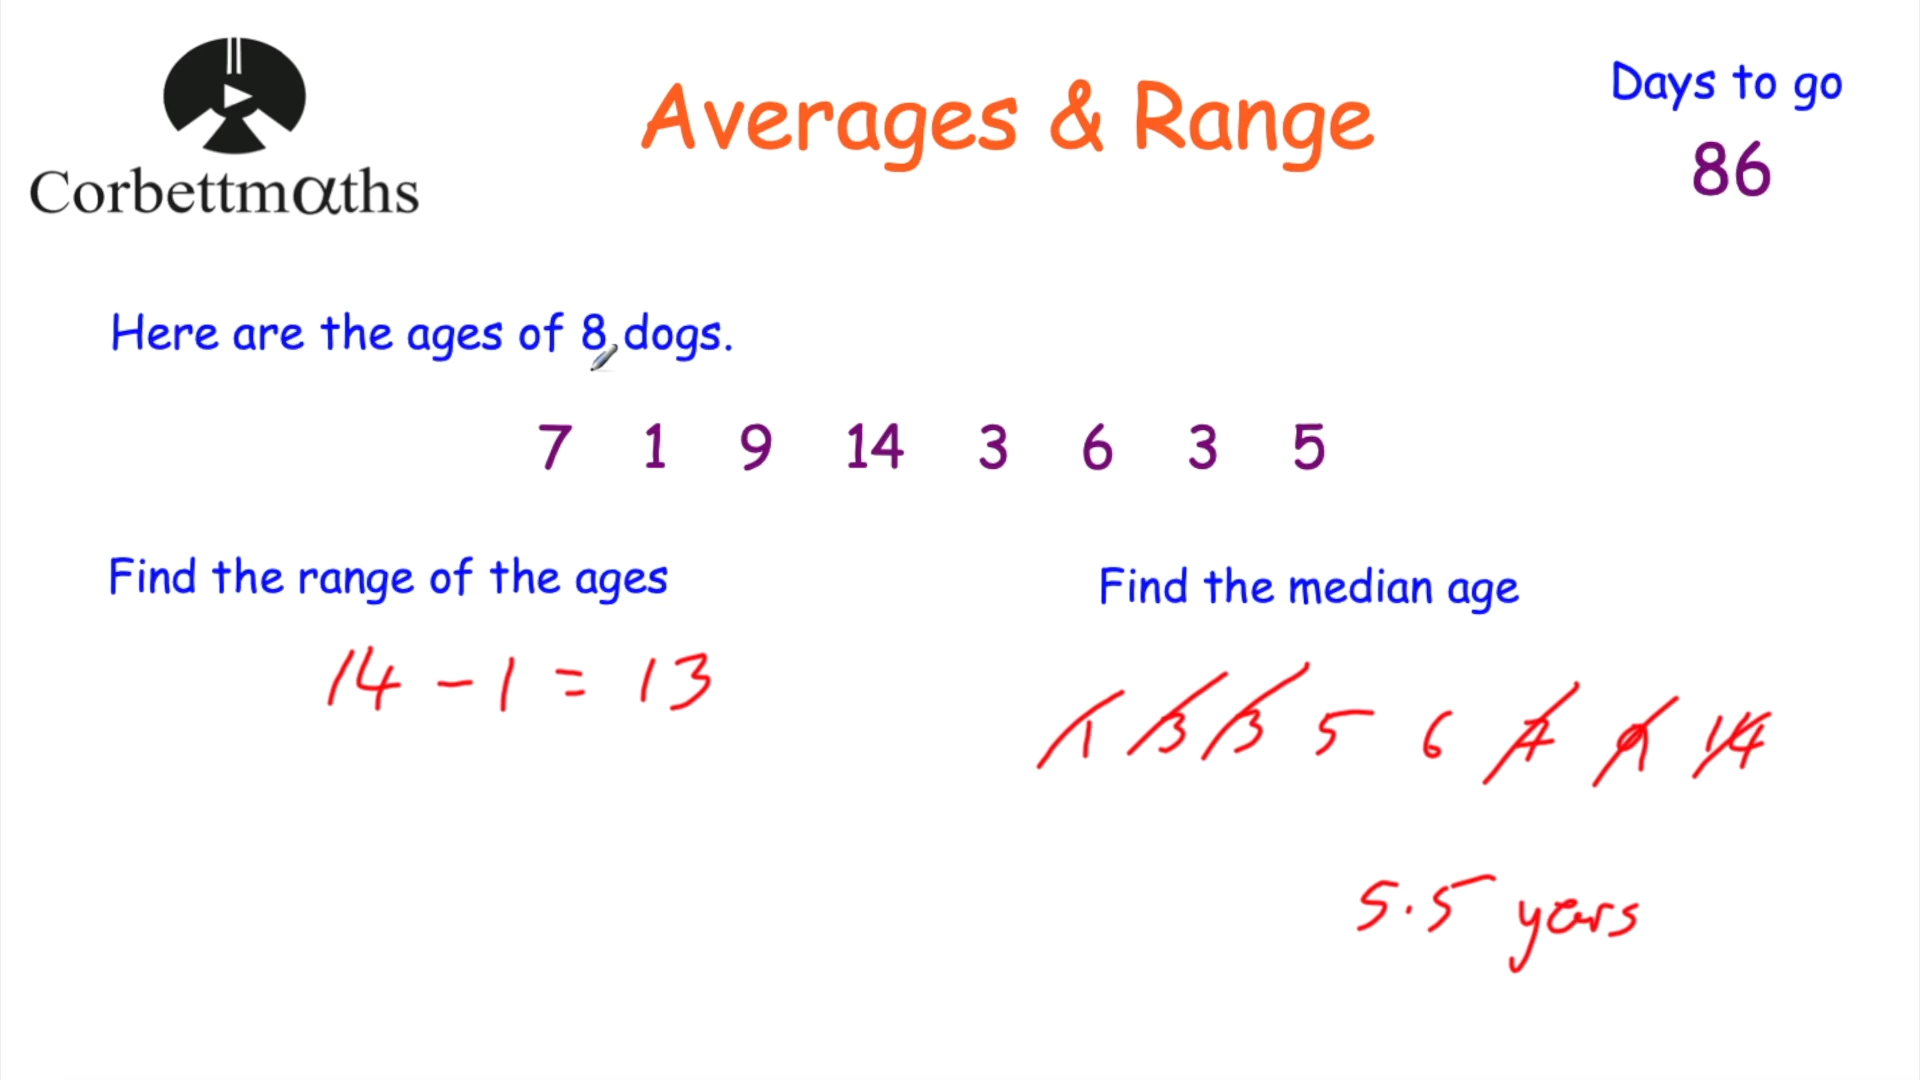 Corbettmαths
Averages & Range
Days to go
86
Here are the ages of 8 dogs.
7 1 9 14 3 6 3 5
Find the range of the ages
14 - 1 = 13
Find the median age
1 3 3 5 6 7 9 14
5.5 years